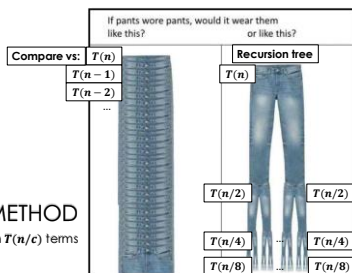 If pants wore pants, would it wear them
like this? or like this?
Compare vs: T(n) Recursion tree
T(n − 1) T(n)
T(n − 2)
...
T(n/2) T(n/2)
METHOD
T(n/c) terms
T(n/4) ... T(n/4)
T(n/8) ... T(n/8)